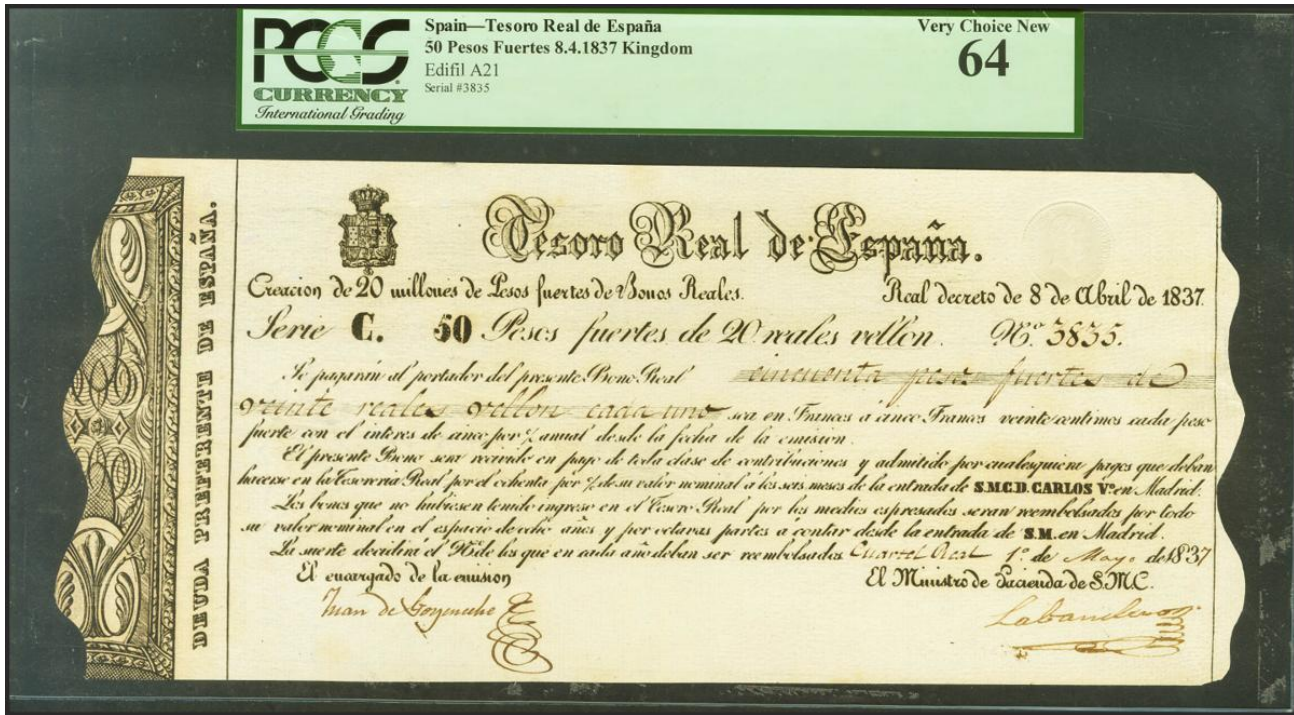 PCGS
CURRENCY
International Grading
Spain—Tesoro Real de España
50 Pesos Fuertes 8.4.1837 Kingdom
Edifil A21
Serial #3835
Very Choice New
64
DEUDA PREFERENTE DE ESPAÑA.
Tesoro Real de España.
Creacion de 20 millones de Pesos fuertes de Bonos Reales. Real decreto de 8 de Abril de 1837.
Serie C. 50 Pesos fuertes de 20 reales vellon. Nº 3835.
Se pagarán al portador del presente Bono Real cincuenta pesos fuertes de
veinte reales vellon cada uno sea en Francos á cinco Francos veinte centimos cada peso
fuerte con el interes de cinco por % anual desde la fecha de la emision.
El presente Bono sera recivido en pago de toda clase de contribuciones y admitido por cualesquiera pagos que deban
hacerse en la Tesoreria Real por el ochenta por % de su valor nominal á los seis meses de la entrada de S.M.C.D. CARLOS Vº en Madrid.
Los bonos que no hubiesen tenido ingreso en el Tesoro Real por los medios espresados seran reembolsados por todo
su valor nominal en el espacio de ocho años y por octavas partes á contar desde la entrada de S.M. en Madrid.
La suerte decidirá el Nº de los que en cada año deban ser reembolsados Cuartel Real 1º de Mayo de 1837
El encargado de la emision
El Ministro de Hacienda de S.M.C.
Juan de Goyeneche
Labandero